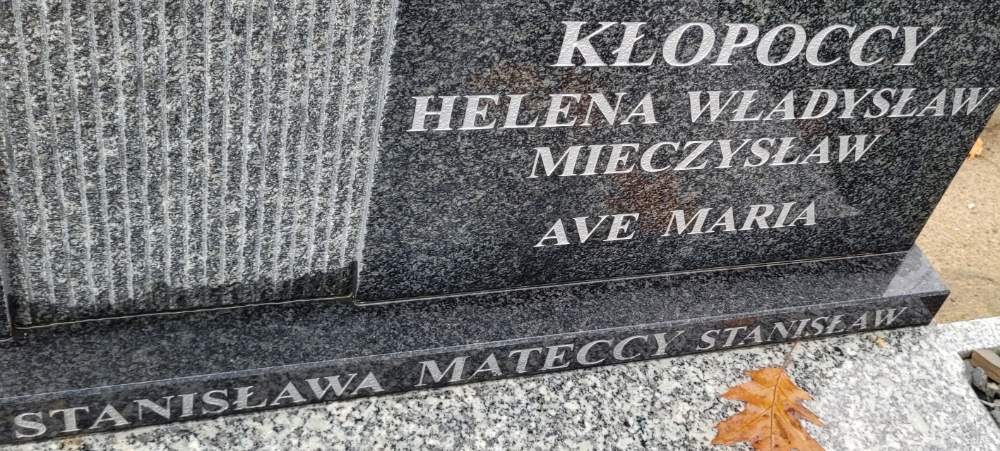 KŁOPOCCY
HELENA WŁADYSŁAW
MIECZYSŁAW
AVE MARIA
STANISŁAWA MATECCY STANISŁAW